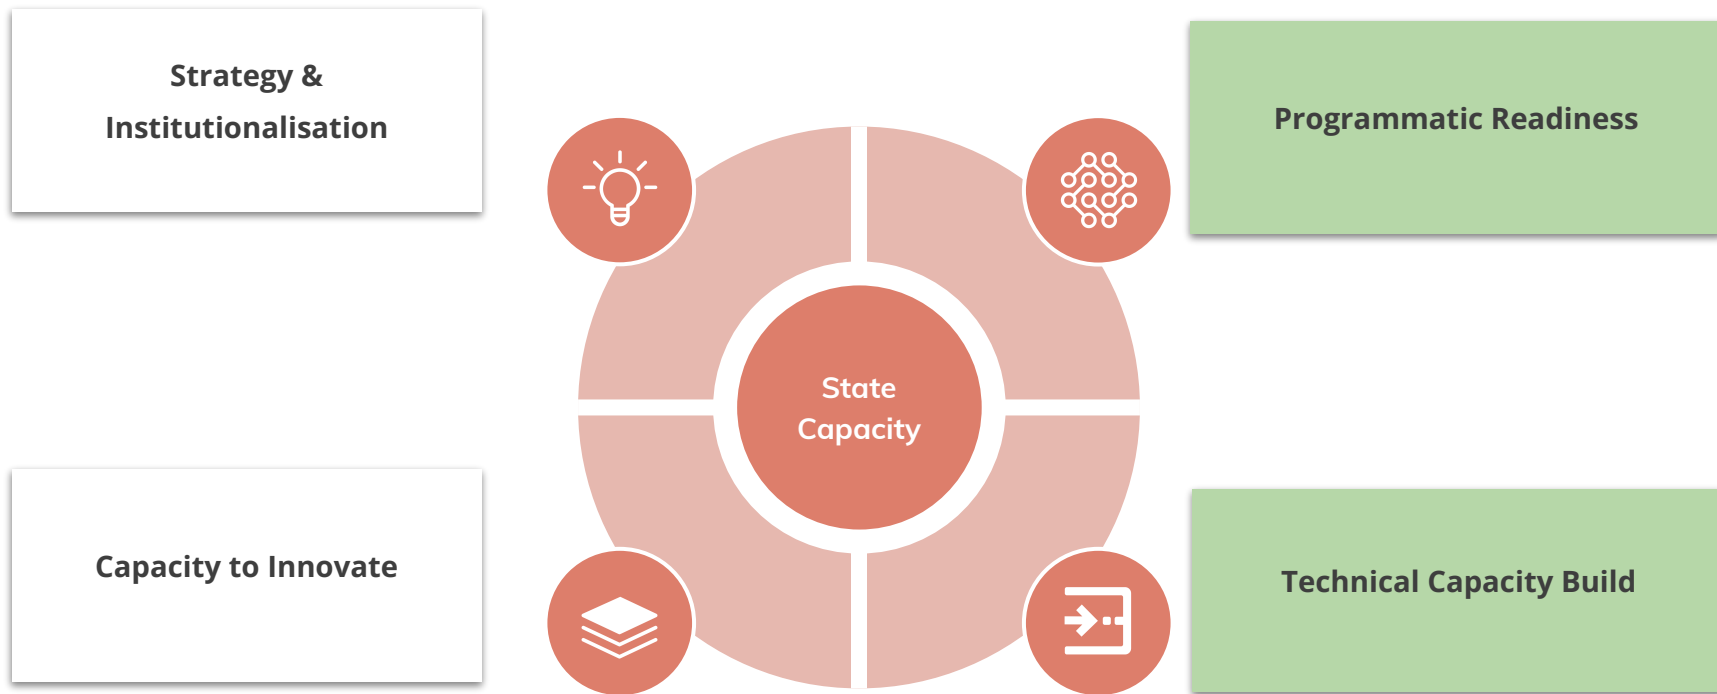 Strategy &
Institutionalisation
Programmatic Readiness
State
Capacity
Capacity to Innovate
Technical Capacity Build